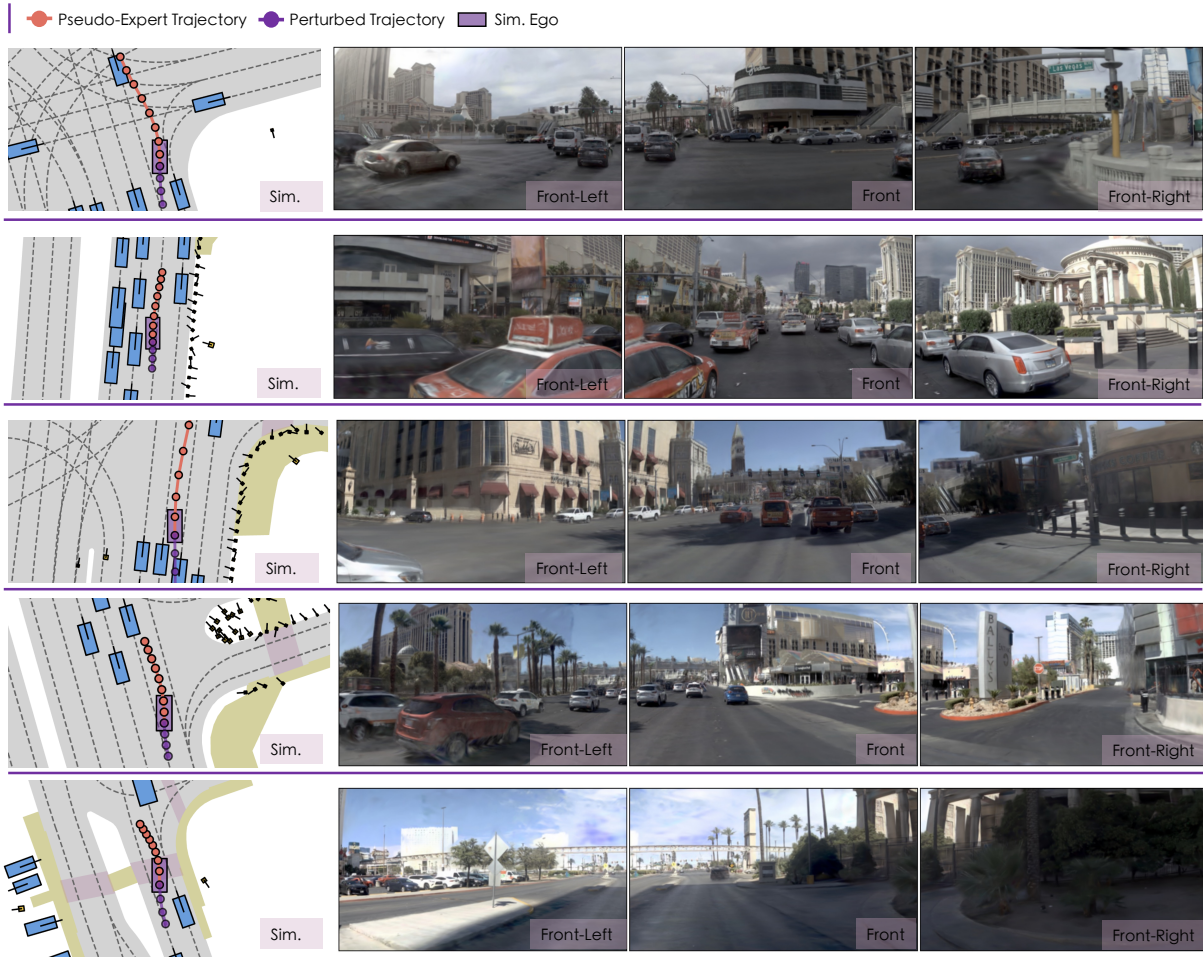 Pseudo-Expert Trajectory Perturbed Trajectory Sim. Ego
Las Vegas
Sim. Front-Left Front Front-Right
Sim. Front-Left Front Front-Right
Sim. Front-Left Front Front-Right
BALLYS
Sim. Front-Left Front Front-Right
Sim. Front-Left Front Front-Right